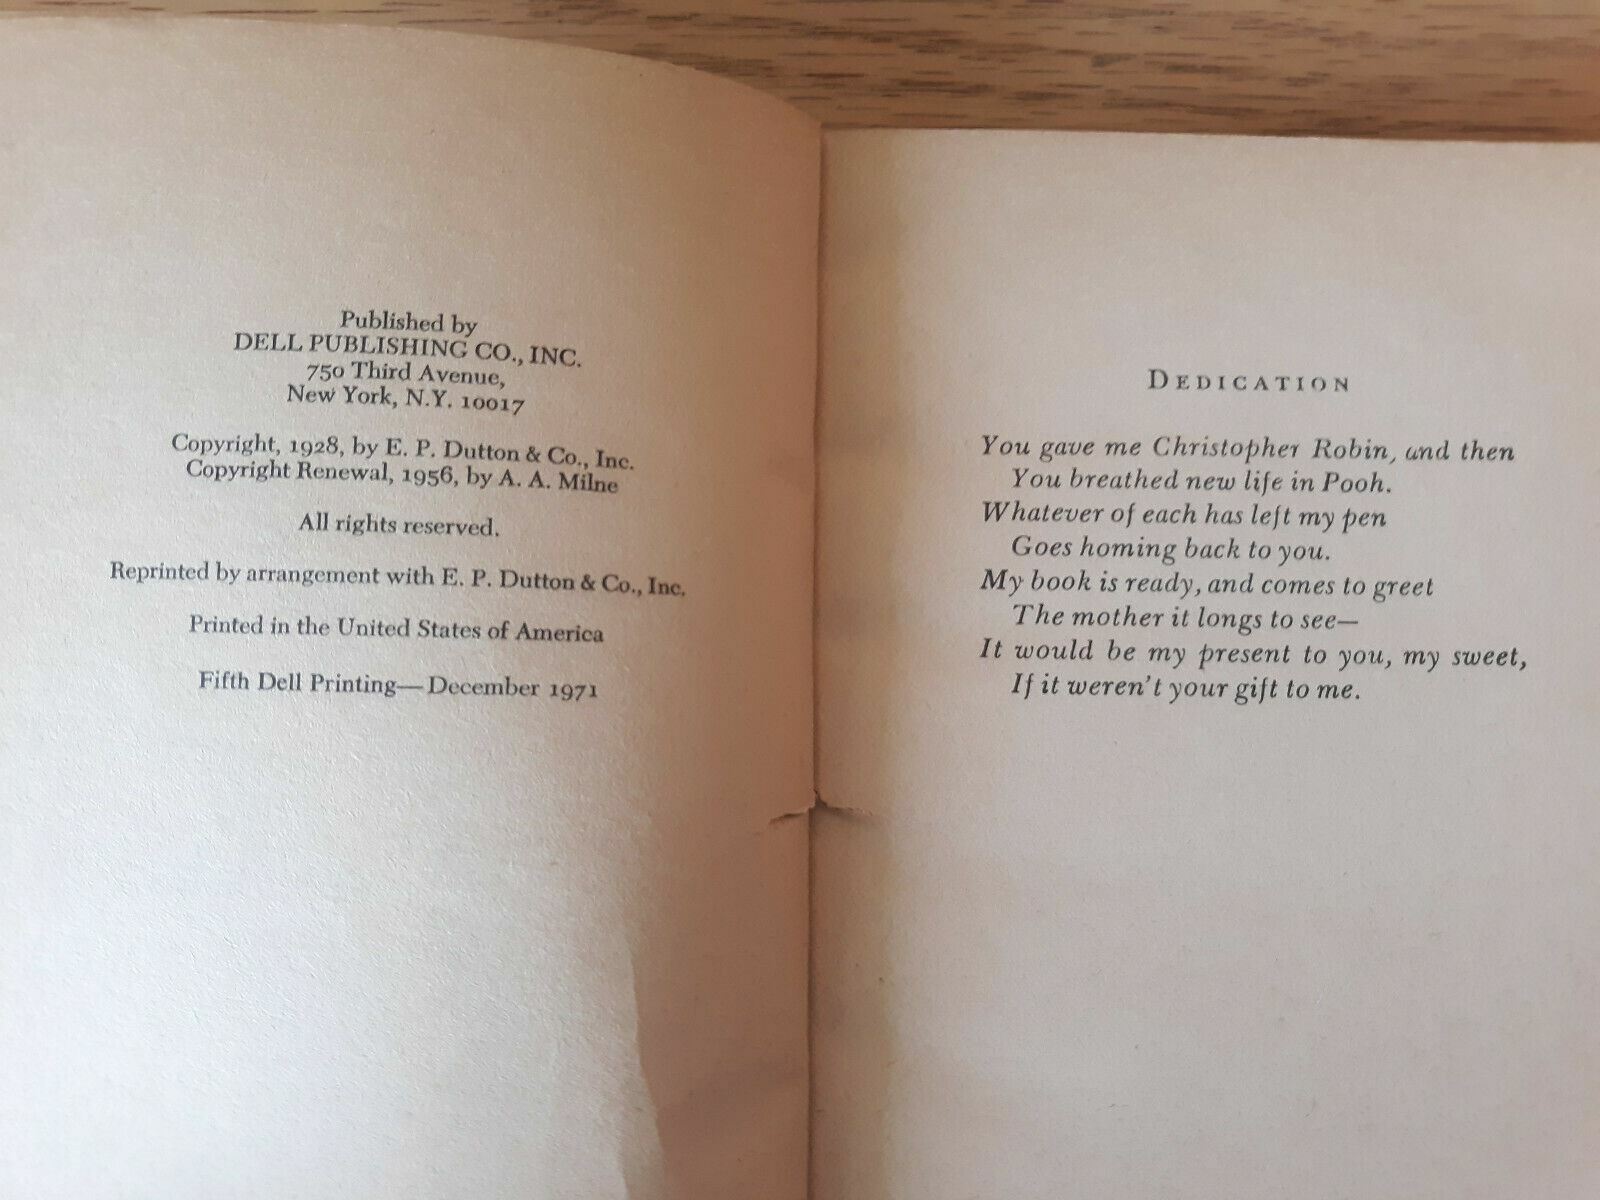 Published by
DELL PUBLISHING CO., INC.
750 Third Avenue,
New York, N.Y. 10017
Copyright, 1928, by E. P. Dutton & Co., Inc.
Copyright Renewal, 1956, by A. A. Milne
All rights reserved.
Reprinted by arrangement with E. P. Dutton & Co., Inc.
Printed in the United States of America
Fifth Dell Printing—December 1971
DEDICATION
You gave me Christopher Robin, and then
You breathed new life in Pooh.
Whatever of each has left my pen
Goes homing back to you.
My book is ready, and comes to greet
The mother it longs to see—
It would be my present to you, my sweet,
If it weren't your gift to me.